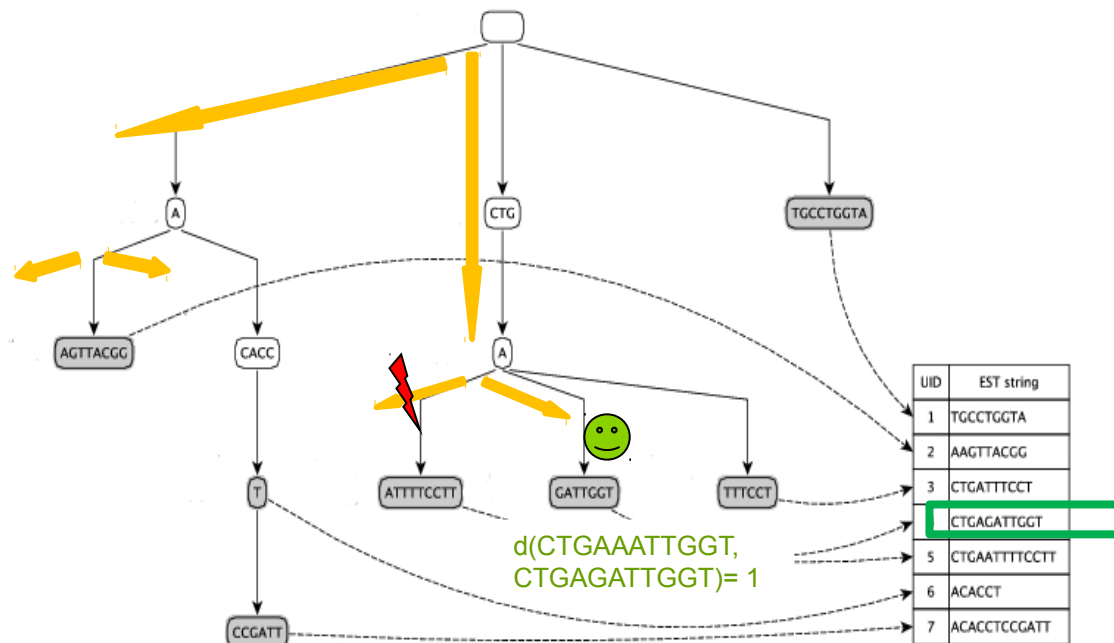 A
CTG
TGCCTGGTA
AGTTACGG
CACC
A
T
ATTTTCCTT
GATTGGT
TTTCCT
CCGATT
d(CTGAAATTGGT,
CTGAGATTGGT)= 1
UID EST string
1 TGCCTGGTA
2 AAGTTACGG
3 CTGATTTCCT
CTGAGATTGGT
5 CTGAATTTTCCTT
6 ACACCT
7 ACACCTCCGATT